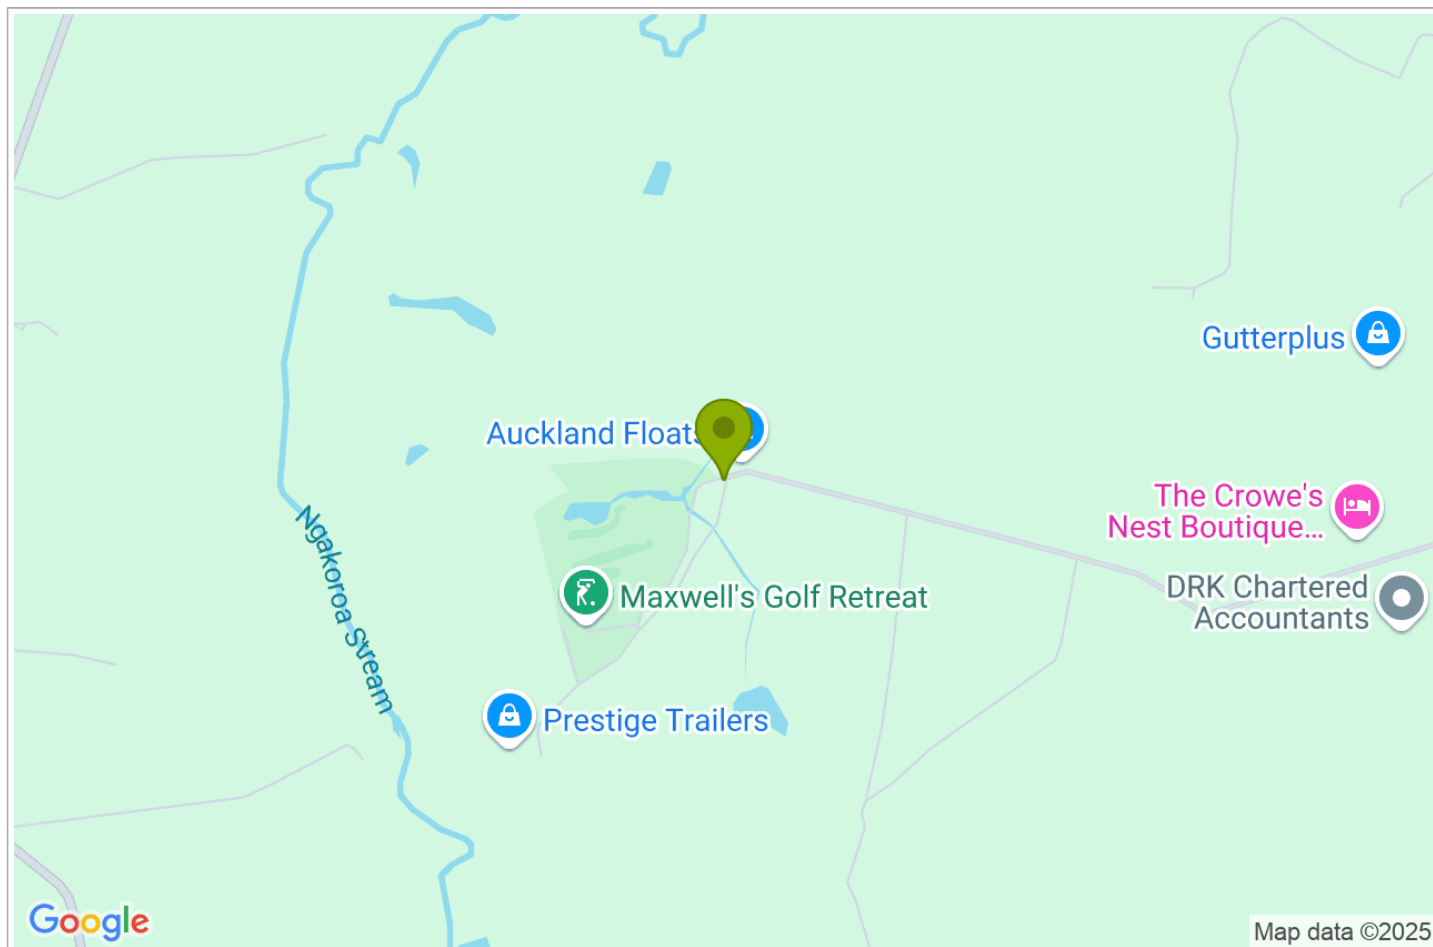 Gutterplus
Auckland Floats
The Crowe's
Nest Boutique...
DRK Chartered
Accountants
Maxwell's Golf Retreat
Ngakoroa Stream
Prestige Trailers
Google
Map data ©2025